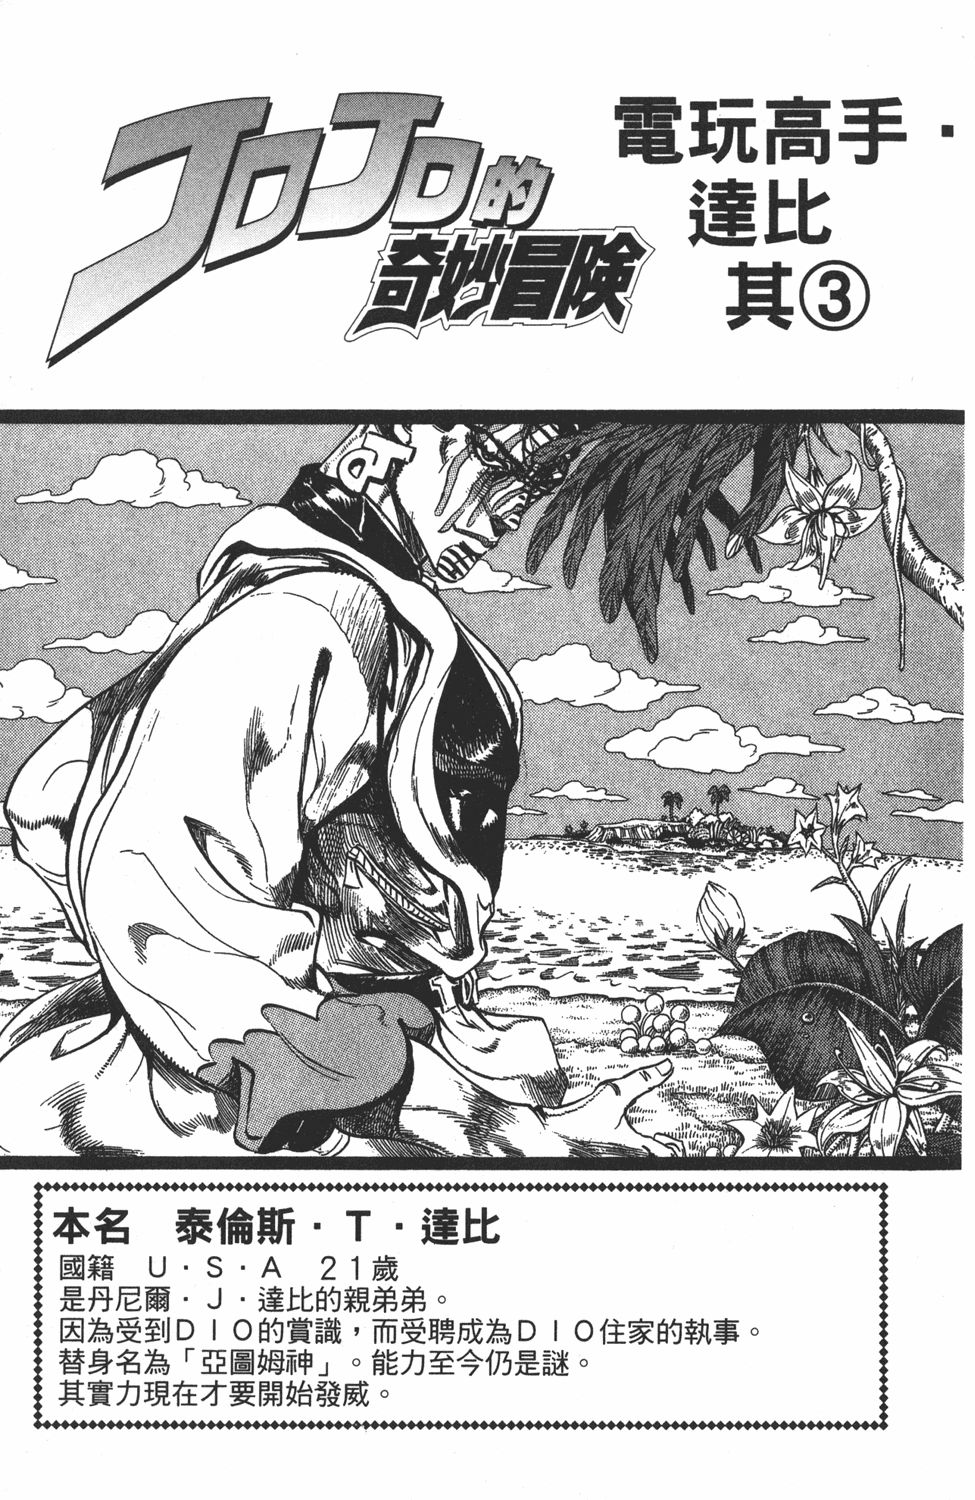 JOJO的
奇妙冒険
電玩高手·
達比
其③
本名　泰倫斯·T·達比
國籍　U·S·A　21歲
是丹尼爾·J·達比的親弟弟。
因為受到DIO的賞識，而受聘成為DIO住家的執事。
替身名為「亞圖姆神」。能力至今仍是謎。
其實力現在才要開始發威。